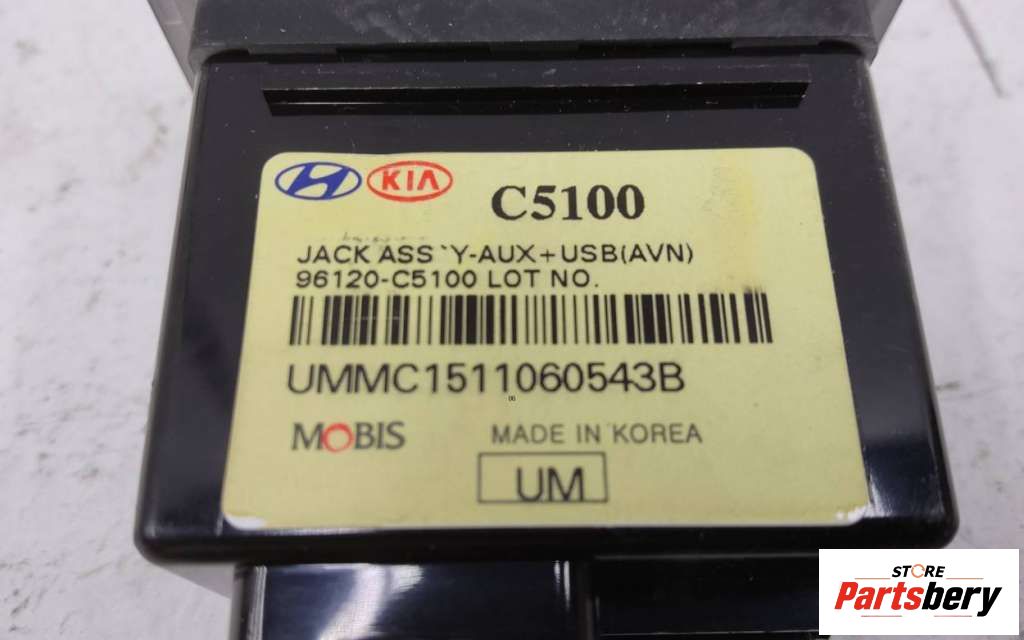 KIA
C5100
JACK ASS`Y-AUX+USB(AVN)
96120-C5100 LOT NO.
UMMC1511060543B
06
MOBIS MADE IN KOREA
UM
STORE
Partsbery